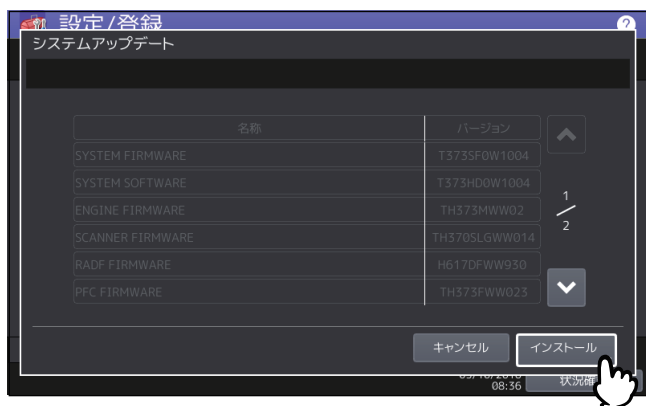 設定/登録
?
システムアップデート
名称 バージョン
SYSTEM FIRMWARE T373SF0W1004
SYSTEM SOFTWARE T373HD0W1004
ENGINE FIRMWARE TH373MWW02
SCANNER FIRMWARE TH370SLGWW014
RADF FIRMWARE H617DFWW930
PFC FIRMWARE TH373FWW023
1
2
キャンセル インストール
08:36 状況確